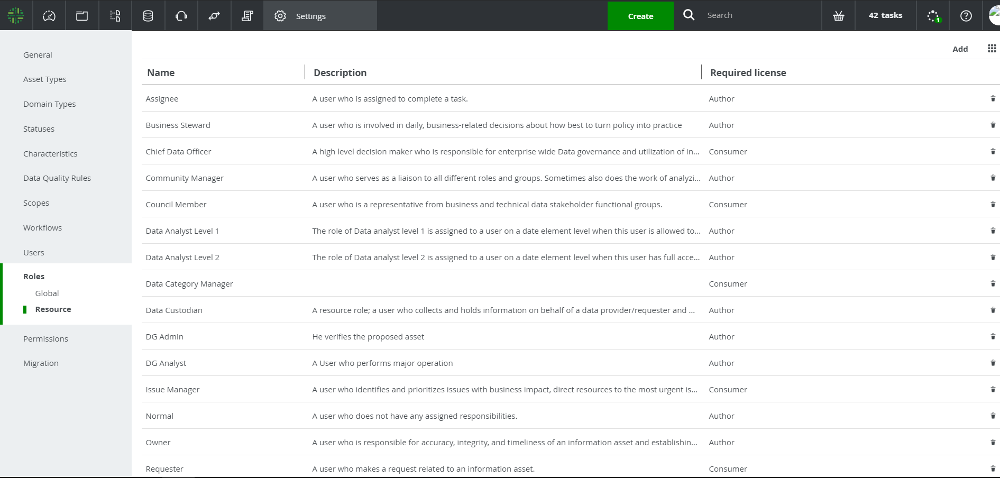 Settings
Create
Search
42 tasks
1
General
Asset Types
Domain Types
Statuses
Characteristics
Data Quality Rules
Scopes
Workflows
Users
Roles
Global
Resource
Permissions
Migration
Add
Name Description Required license
Assignee A user who is assigned to complete a task. Author
Business Steward A user who is involved in daily, business-related decisions about how best to turn policy into practice Author
Chief Data Officer A high level decision maker who is responsible for enterprise wide Data governance and utilization of in... Consumer
Community Manager A user who serves as a liaison to all different roles and groups. Sometimes also does the work of analyzi... Author
Council Member A user who is a representative from business and technical data stakeholder functional groups. Consumer
Data Analyst Level 1 The role of Data analyst level 1 is assigned to a user on a date element level when this user is allowed to... Author
Data Analyst Level 2 The role of Data analyst level 2 is assigned to a user on a date element level when this user has full acce... Author
Data Category Manager Consumer
Data Custodian A resource role; a user who collects and holds information on behalf of a data provider/requester and ... Author
DG Admin He verifies the proposed asset Author
DG Analyst A User who performs major operation Author
Issue Manager A user who identifies and prioritizes issues with business impact, direct resources to the most urgent is... Consumer
Normal A user who does not have any assigned responsibilities. Author
Owner A user who is responsible for accuracy, integrity, and timeliness of an information asset and establishin... Author
Requester A user who makes a request related to an information asset. Consumer